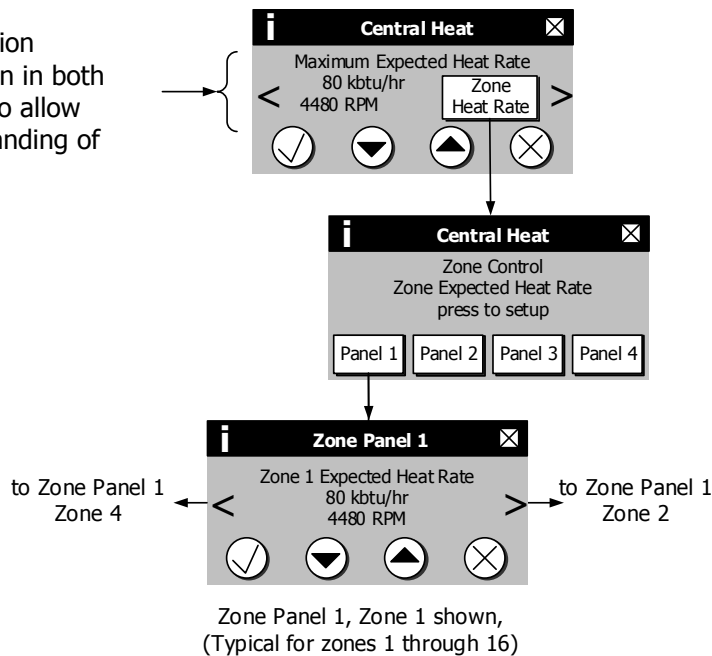 ion
n in both
o allow
anding of
i Central Heat
Maximum Expected Heat Rate
80 kbtu/hr
4480 RPM
< Zone Heat Rate >
i Central Heat
Zone Control
Zone Expected Heat Rate
press to setup
Panel 1 Panel 2 Panel 3 Panel 4
i Zone Panel 1
Zone 1 Expected Heat Rate
80 kbtu/hr
4480 RPM
< >
to Zone Panel 1
Zone 4
to Zone Panel 1
Zone 2
Zone Panel 1, Zone 1 shown,
(Typical for zones 1 through 16)